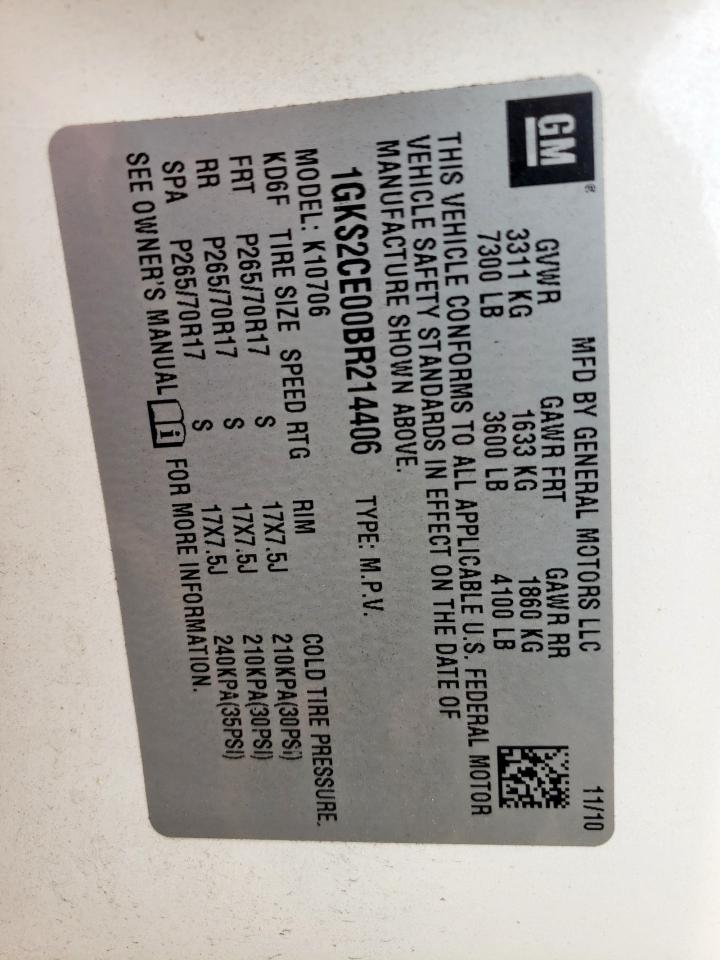 GM
®
MFD BY GENERAL MOTORS LLC 11/10
GVWR GAWR FRT GAWR RR
3311 KG 1633 KG 1860 KG
7300 LB 3600 LB 4100 LB
THIS VEHICLE CONFORMS TO ALL APPLICABLE U.S. FEDERAL MOTOR
VEHICLE SAFETY STANDARDS IN EFFECT ON THE DATE OF
MANUFACTURE SHOWN ABOVE.
1GKS2CE00BR214406 TYPE: M.P.V.
MODEL: K10706
KD6F TIRE SIZE SPEED RTG RIM COLD TIRE PRESSURE.
FRT P265/70R17 S 17X7.5J 210KPA(30PSI)
RR P265/70R17 S 17X7.5J 210KPA(30PSI)
SPA P265/70R17 S 17X7.5J 240KPA(35PSI)
SEE OWNER'S MANUAL i FOR MORE INFORMATION.